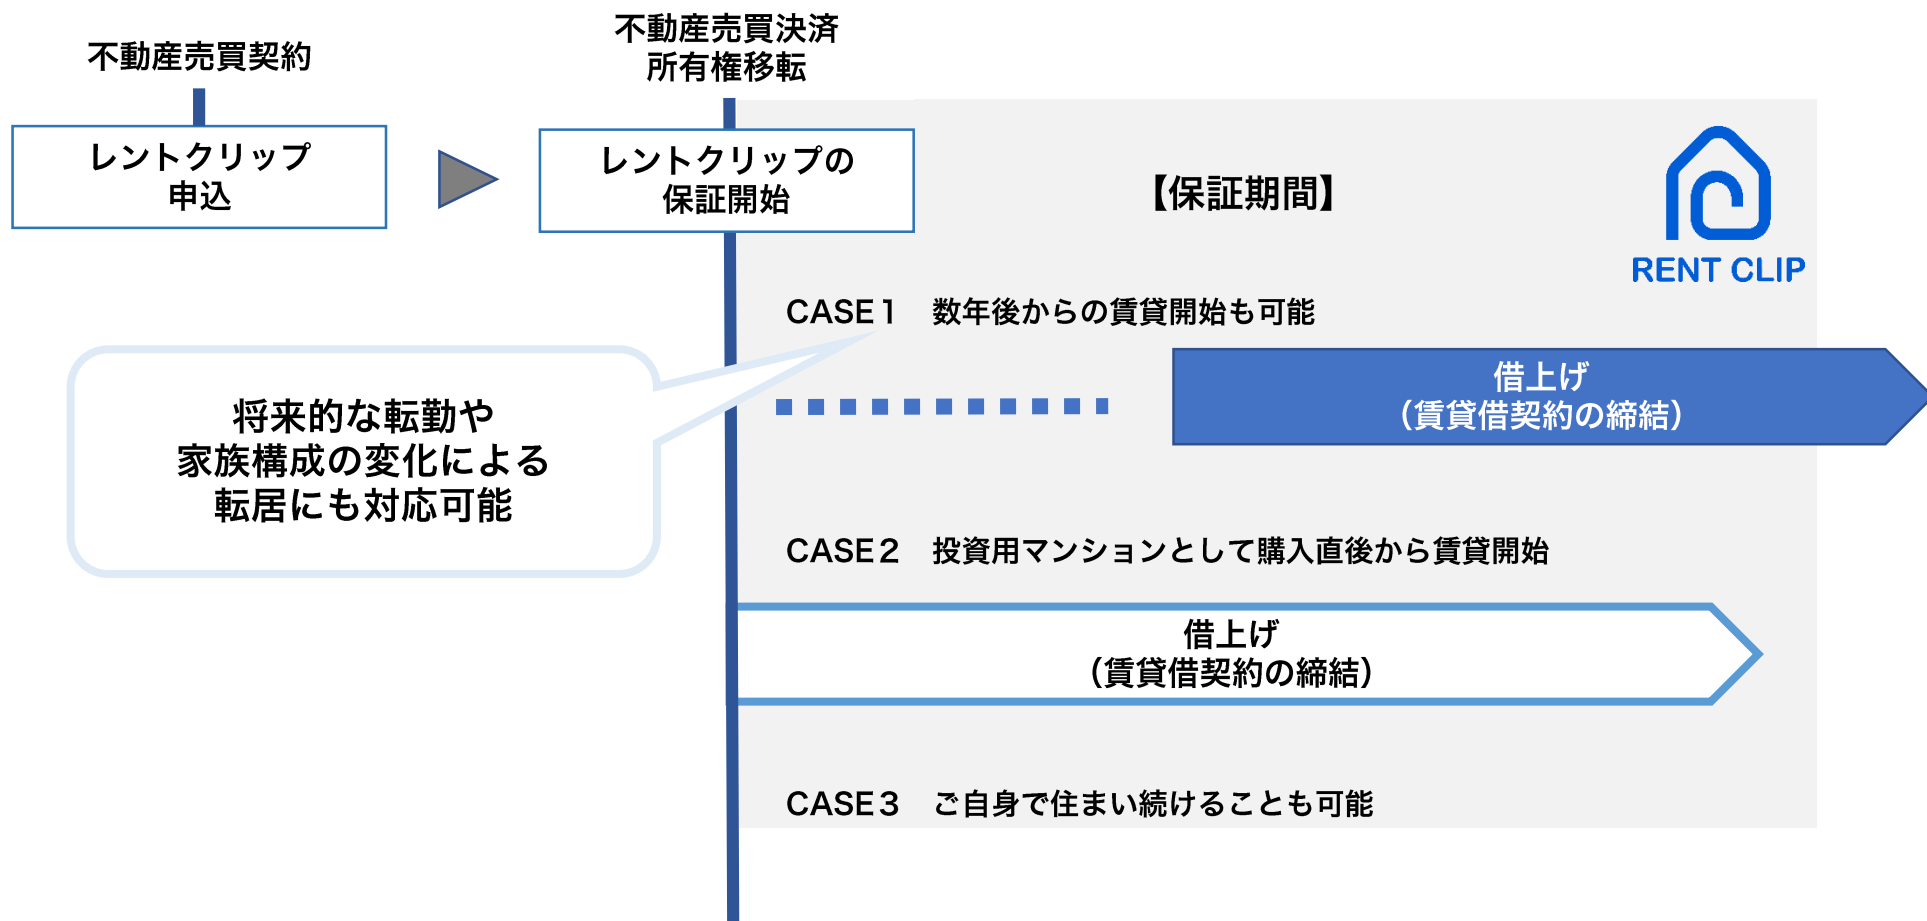 不動産売買契約
レントクリップ
申込
不動産売買決済
所有権移転
レントクリップの
保証開始
【保証期間】
RENT CLIP
CASE１　数年後からの賃貸開始も可能
借上げ
（賃貸借契約の締結）
将来的な転勤や
家族構成の変化による
転居にも対応可能
CASE２　投資用マンションとして購入直後から賃貸開始
借上げ
（賃貸借契約の締結）
CASE３　ご自身で住まい続けることも可能